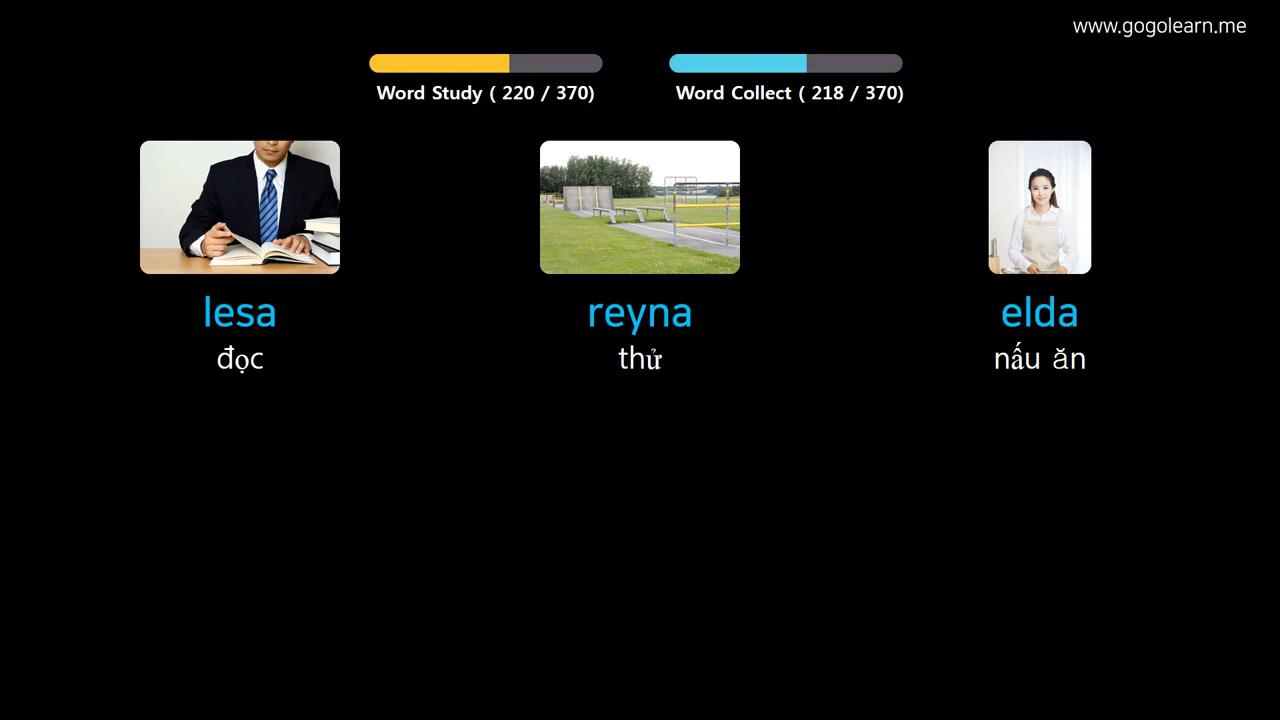 www.gogolearn.me
Word Study ( 220 / 370)
Word Collect ( 218 / 370)
lesa
đọc
reyna
thử
elda
nấu ăn